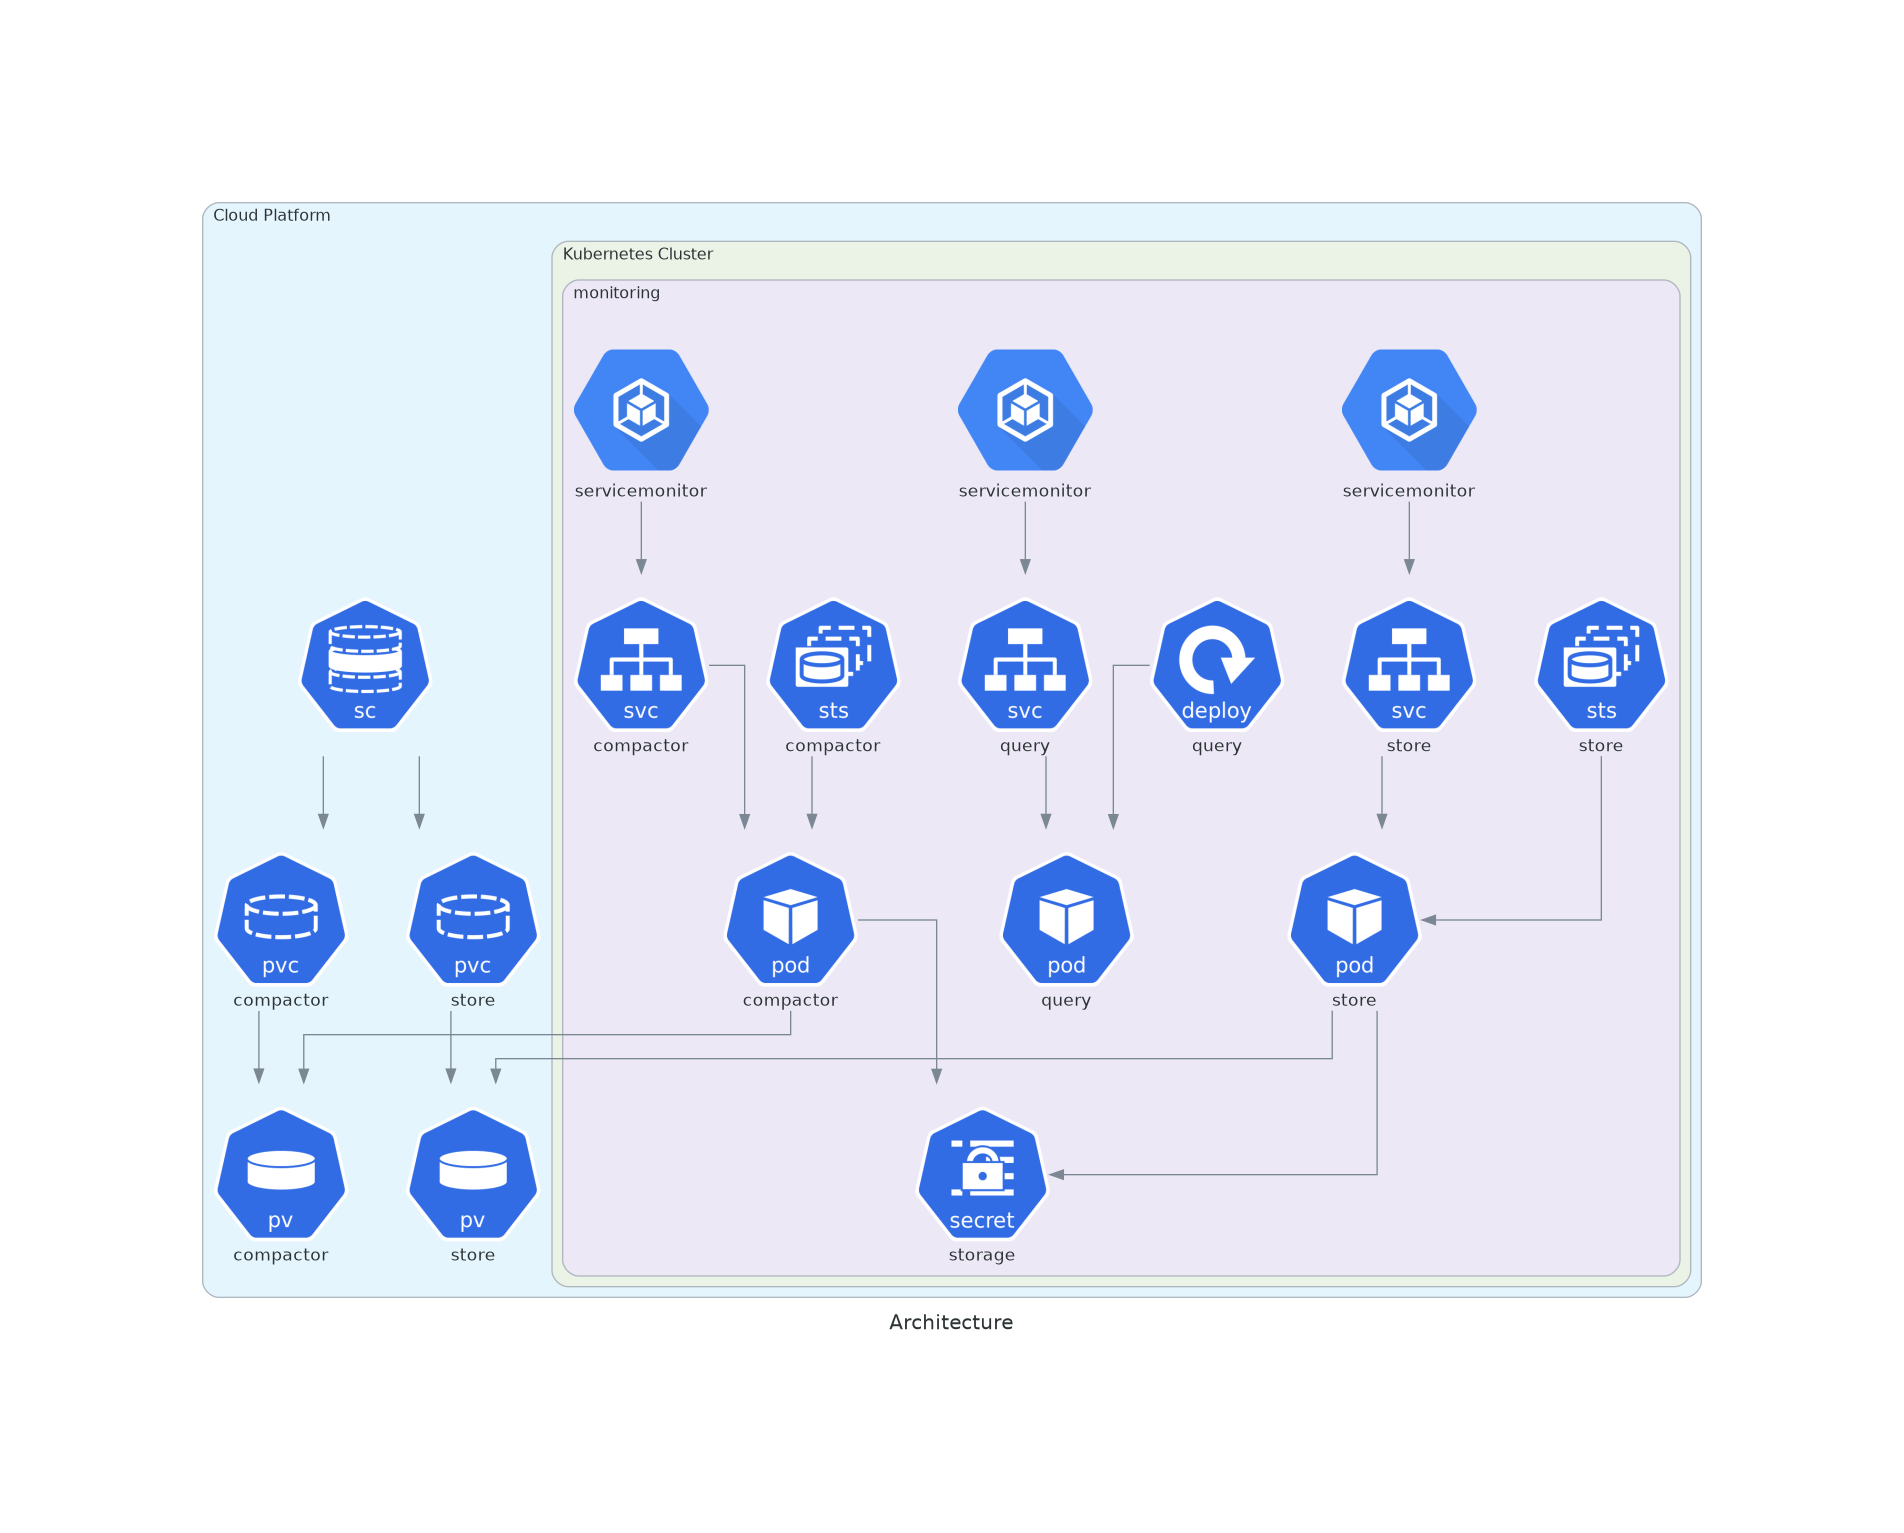 Cloud Platform
Kubernetes Cluster
monitoring
servicemonitor
servicemonitor
servicemonitor
sc
svc
compactor
sts
compactor
svc
query
deploy
query
svc
store
sts
store
pvc
compactor
pvc
store
pod
compactor
pod
query
pod
store
pv
compactor
pv
store
secret
storage
Architecture